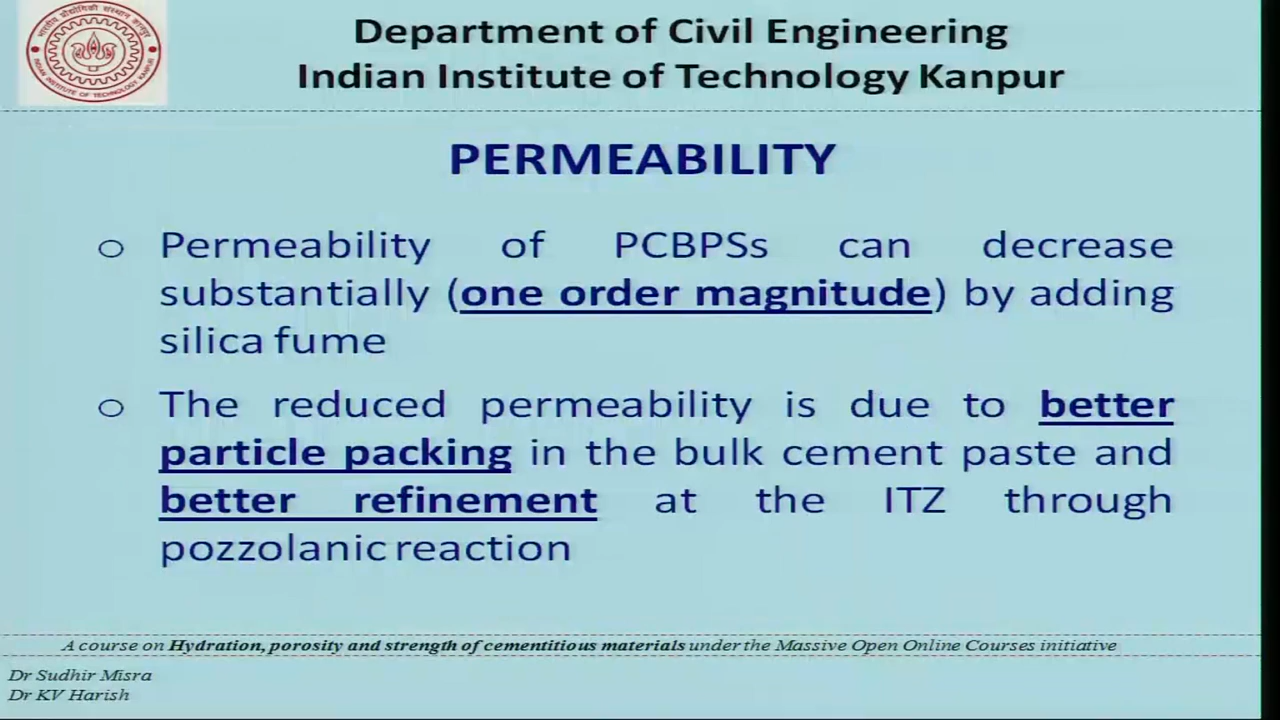 Department of Civil Engineering
Indian Institute of Technology Kanpur
PERMEABILITY
o Permeability of PCBPSs can decrease
substantially (one order magnitude) by adding
silica fume
o The reduced permeability is due to better
particle packing in the bulk cement paste and
better refinement at the ITZ through
pozzolanic reaction
A course on Hydration, porosity and strength of cementitious materials under the Massive Open Online Courses initiative
Dr Sudhir Misra
Dr KV Harish